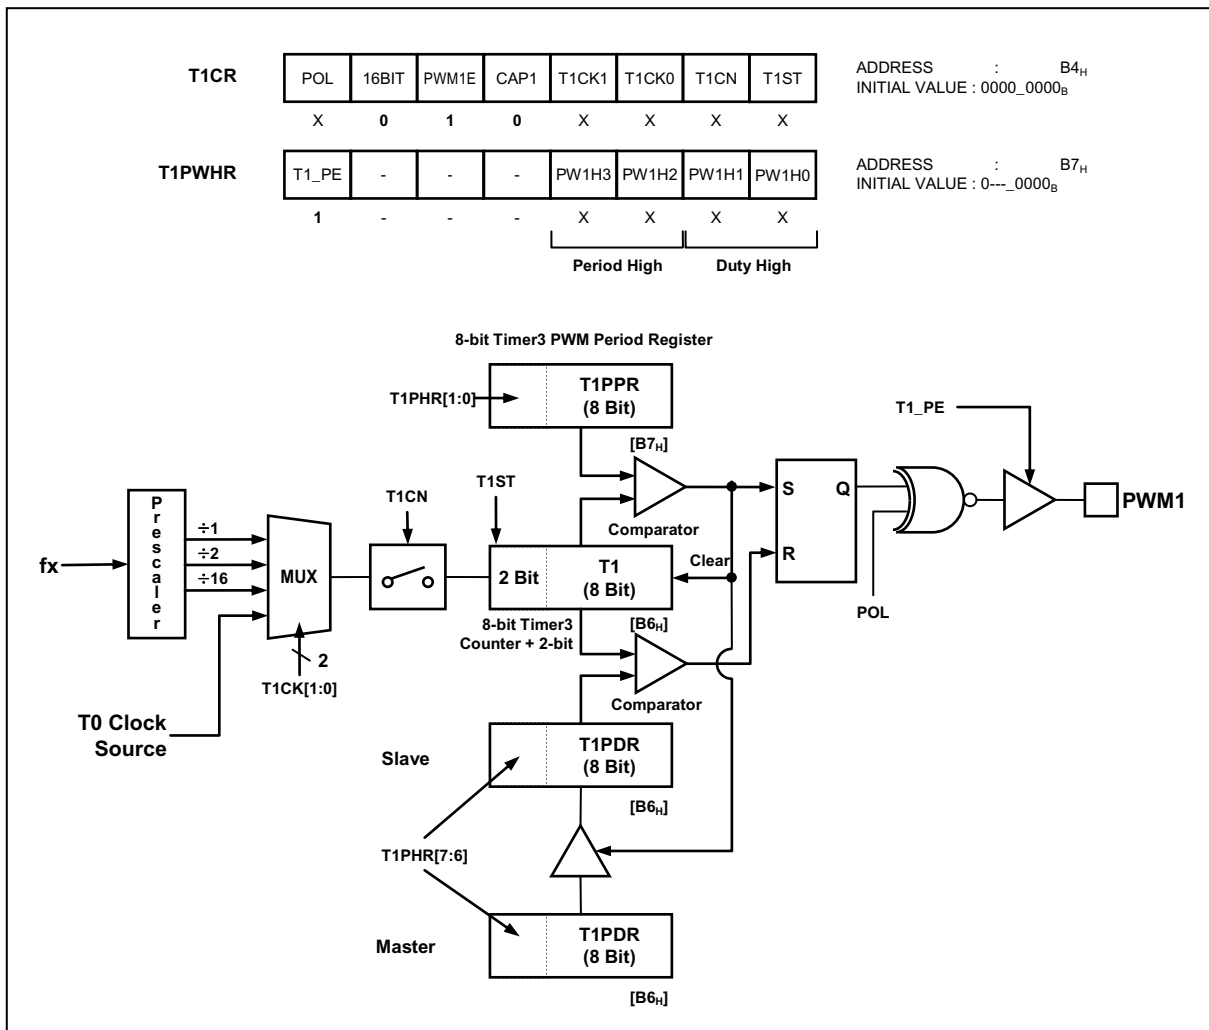 T1CR POL 16BIT PWM1E CAP1 T1CK1 T1CK0 T1CN T1ST
ADDRESS : B4H
INITIAL VALUE : 0000_0000B
X 0 1 0 X X X X
T1PWHR T1_PE - - - PW1H3 PW1H2 PW1H1 PW1H0
ADDRESS : B7H
INITIAL VALUE : 0---_0000B
1 - - - X X X X
Period High Duty High
8-bit Timer3 PWM Period Register
T1PHR[1:0]
T1PPR
(8 Bit)
[B7H]
T1_PE
T1ST
T1CN
Comparator
S Q
R
PWM1
POL
Prescaler
fx
÷1
÷2
÷16
MUX
2
T1CK[1:0]
2 Bit
T1
(8 Bit)
Clear
[B6H]
8-bit Timer3
Counter + 2-bit
Comparator
T0 Clock
Source
Slave
T1PDR
(8 Bit)
[B6H]
T1PHR[7:6]
Master
T1PDR
(8 Bit)
[B6H]